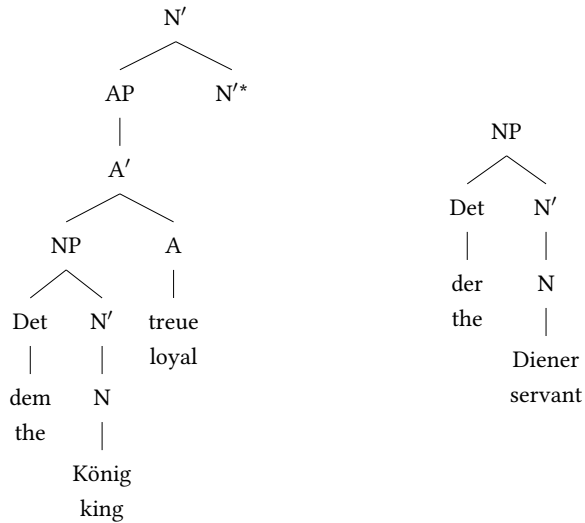 N′
AP N′*
NP
A′
Det N′
NP A
der N
the
Det N′ treue
loyal
Diener
dem N servant
the
König
king